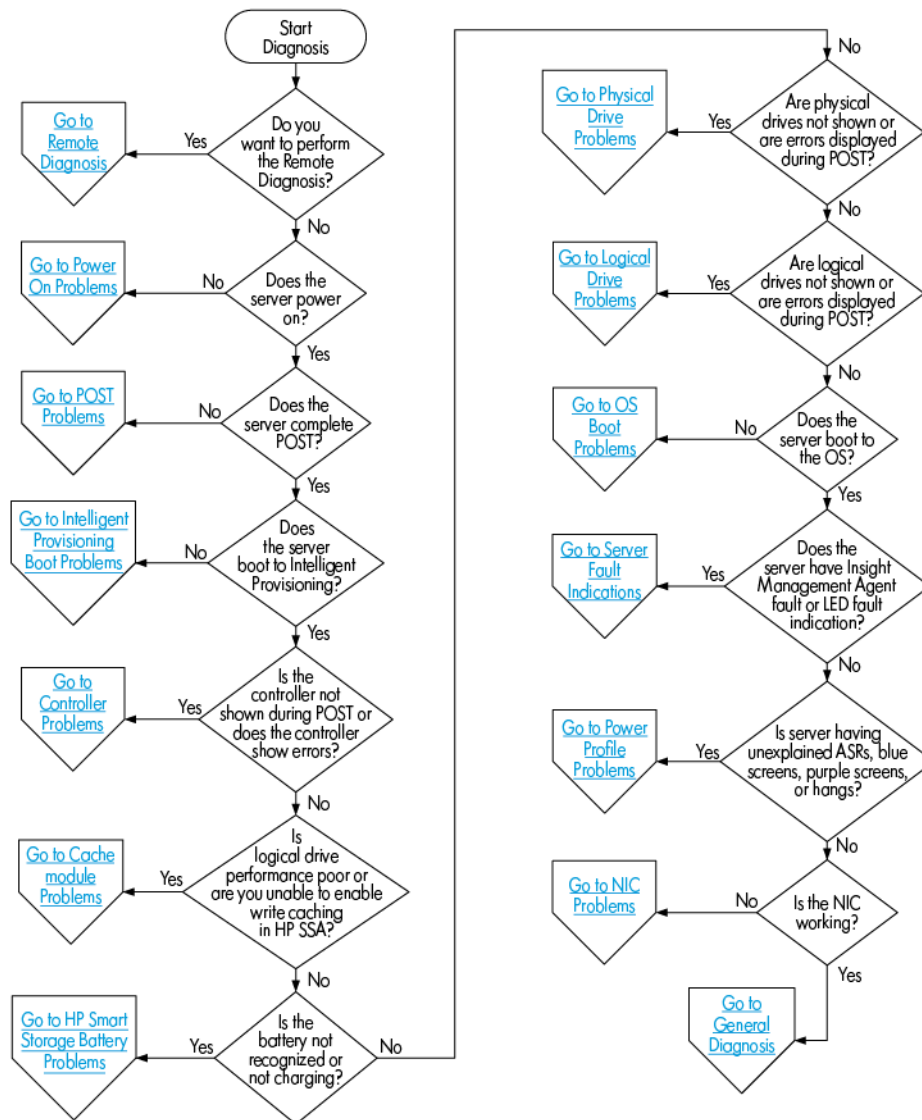 Start
Diagnosis
Do you
want to perform
the Remote
Diagnosis?
Yes
Go to
Remote
Diagnosis
No
Does the
server power
on?
No
Go to Power
On Problems
Yes
Does the
server complete
POST?
No
Go to POST
Problems
Yes
Does
the server
boot to Intelligent
Provisioning?
No
Go to Intelligent
Provisioning
Boot Problems
Yes
Is the
controller not
shown during POST or
does the controller
show errors?
Yes
Go to
Controller
Problems
No
Is
logical drive
performance poor or
are you unable to enable
write caching
in HP SSA?
Yes
Go to Cache
module
Problems
No
Is the
battery not
recognized or
not charging?
Yes
Go to HP Smart
Storage Battery
Problems
No
No
Are physical
drives not shown or
are errors displayed
during POST?
Yes
Go to Physical
Drive
Problems
No
Are logical
drives not shown or
are errors displayed
during POST?
Yes
Go to Logical
Drive
Problems
No
Does the
server boot to
the OS?
No
Go to OS
Boot
Problems
Yes
Does the
server have Insight
Management Agent
fault or LED fault
indication?
Yes
Go to Server
Fault
Indications
No
Is server having
unexplained ASRs, blue
screens, purple screens,
or hangs?
Yes
Go to Power
Profile
Problems
No
Is the NIC
working?
No
Go to NIC
Problems
Yes
Go to
General
Diagnosis